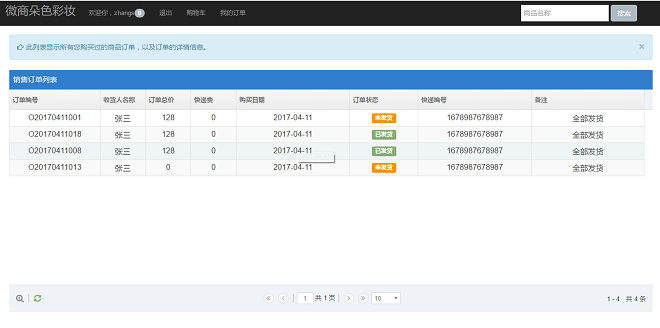 微商朵色彩妆 欢迎你，zhangs 0 退出 购物车 我的订单 商品名称 搜索
此列表显示所有您购买过的商品订单，以及订单的详情信息。 ×
销售订单列表
订单编号 收货人名称 订单总价 快递费 购买日期 订单状态 快递编号 备注
O20170411001 张三 128 0 2017-04-11 未发货 1678987678987 全部发货
O20170411018 张三 128 0 2017-04-11 已发货 1678987678987 全部发货
O20170411008 张三 128 0 2017-04-11 已发货 1678987678987 全部发货
O20170411013 张三 0 0 2017-04-11 未发货 1678987678987 全部发货
1 共 1 页 10 1 - 4 共 4 条